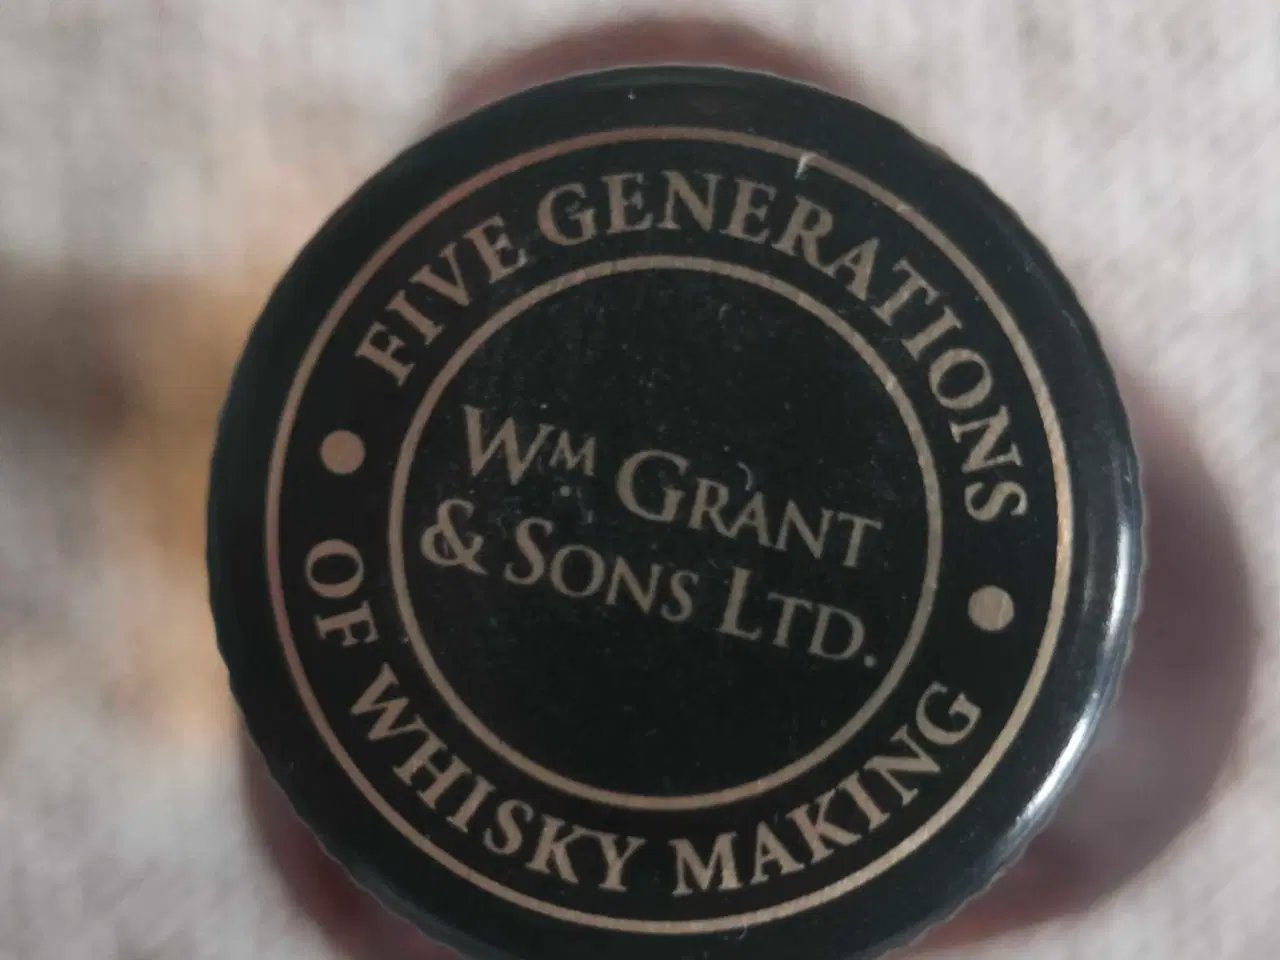 FIVE GENERATIONS
Wᴹ GRANT
& SONS LTD.
OF WHISKY MAKING